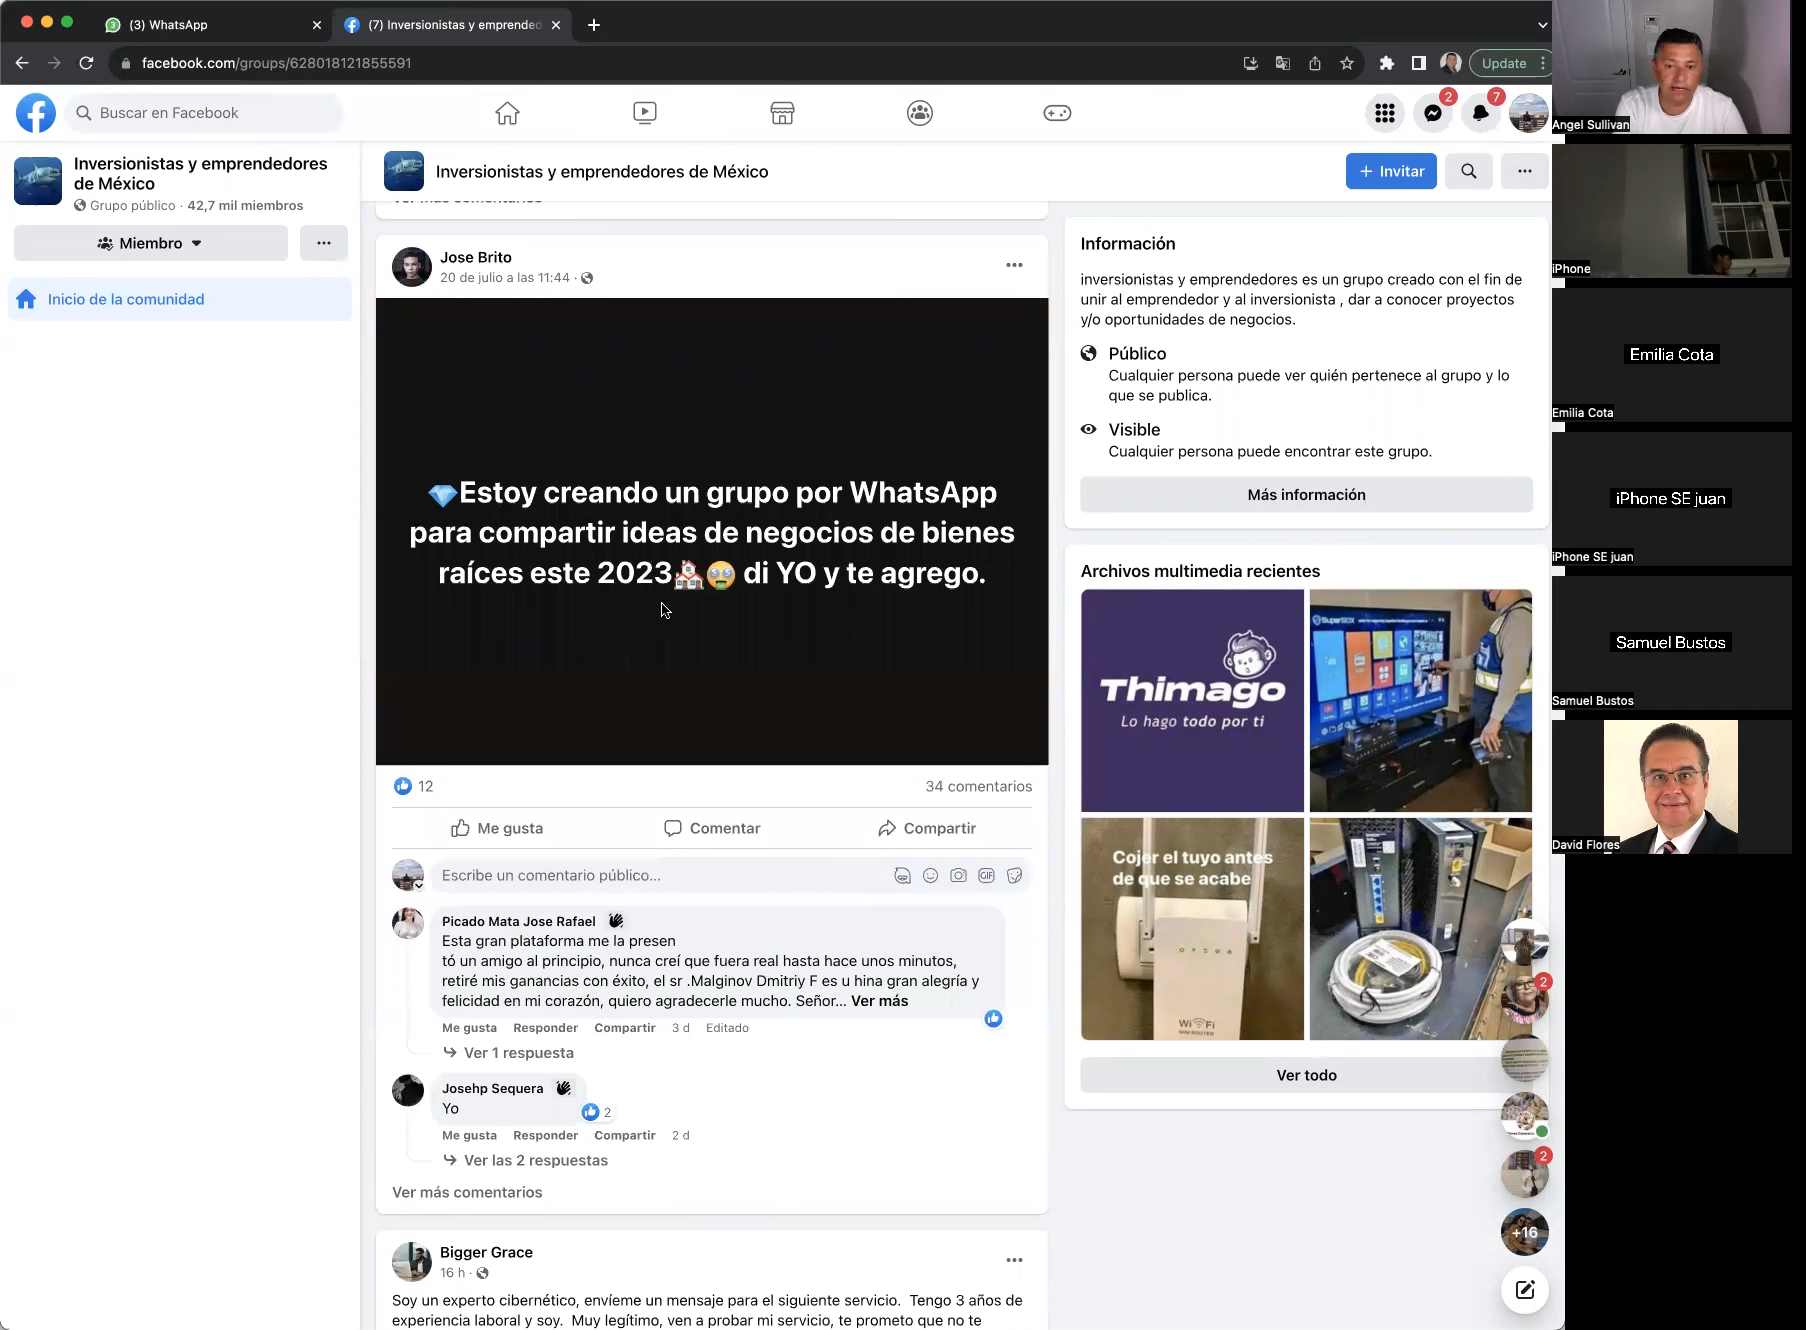 (3) WhatsApp
(7) Inversionistas y emprended
Angel Sullivan
facebook.com/groups/628018121855591
Update
Buscar en Facebook
2
7
Inversionistas y emprendedores
de México
Grupo público · 42,7 mil miembros
Miembro
Inicio de la comunidad
Inversionistas y emprendedores de México
+ Invitar
Jose Brito
20 de julio a las 11:44 ·
💎Estoy creando un grupo por WhatsApp
para compartir ideas de negocios de bienes
raíces este 2023🏠🤑 di YO y te agrego.
12
34 comentarios
Me gusta
Comentar
Compartir
Escribe un comentario público...
GIF
Picado Mata Jose Rafael
Esta gran plataforma me la presen
tó un amigo al principio, nunca creí que fuera real hasta hace unos minutos,
retiré mis ganancias con éxito, el sr .Malginov Dmitriy F es u hina gran alegría y
felicidad en mi corazón, quiero agradecerle mucho. Señor... Ver más
Me gusta Responder Compartir 3 d Editado
Ver 1 respuesta
Josehp Sequera
Yo
2
Me gusta Responder Compartir 2 d
Ver las 2 respuestas
Ver más comentarios
Bigger Grace
16 h ·
Soy un experto cibernético, envíeme un mensaje para el siguiente servicio. Tengo 3 años de
experiencia laboral y soy. Muy legítimo, ven a probar mi servicio, te prometo que no te
Información
inversionistas y emprendedores es un grupo creado con el fin de
unir al emprendedor y al inversionista , dar a conocer proyectos
y/o oportunidades de negocios.
Público
Cualquier persona puede ver quién pertenece al grupo y lo
que se publica.
Visible
Cualquier persona puede encontrar este grupo.
Más información
Archivos multimedia recientes
Thimago
Lo hago todo por ti
SuperBOX
Cojer el tuyo antes
de que se acabe
WiFi
Ver todo
2
2
+16
iPhone
Emilia Cota
Emilia Cota
iPhone SE juan
iPhone SE juan
Samuel Bustos
Samuel Bustos
David Flores